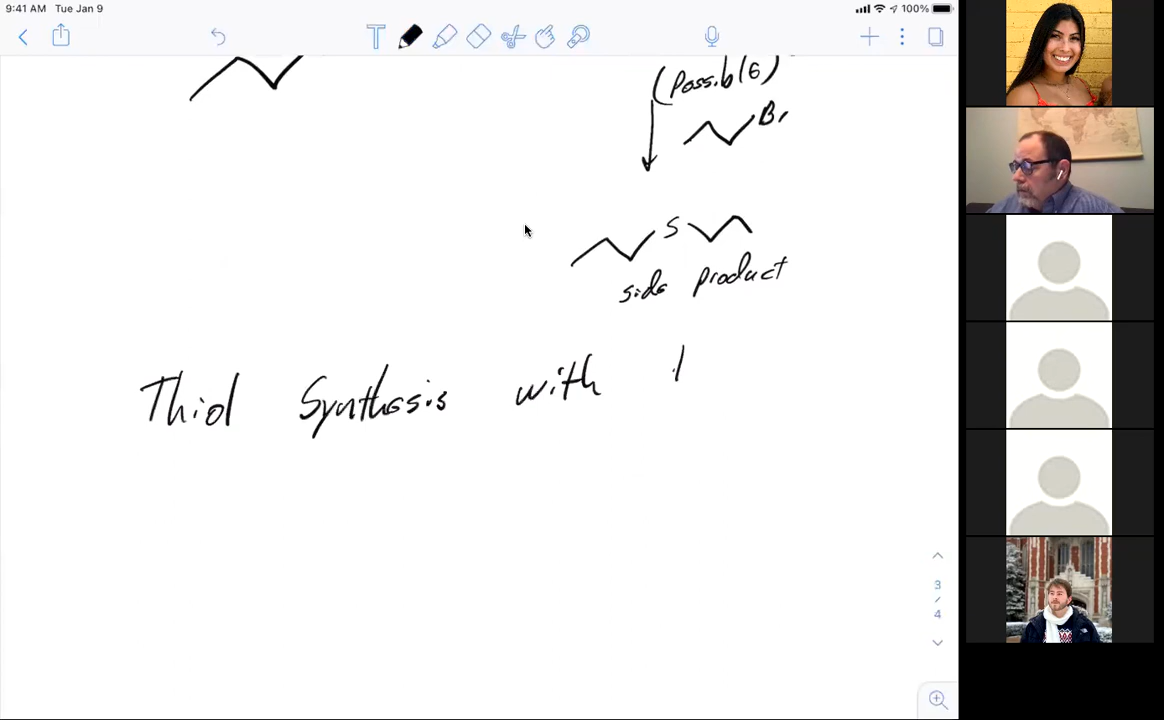 9:41 AM Tue Jan 9
100%
T
(Possible)
Br
S
side product
Thiol Synthesis with
3
/
4